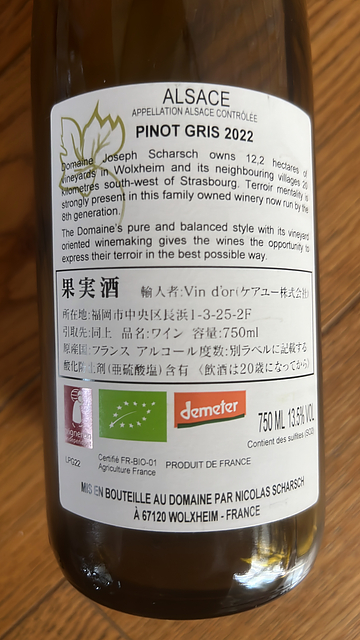 ALSACE
APPELLATION ALSACE CONTRÔLÉE
PINOT GRIS 2022
Domaine Joseph Scharsch owns 12,2 hectares of
vineyards in Wolxheim and its neighbouring villages 20
kilometres south-west of Strasbourg. Terroir mentality is
strongly present in this family owned winery now run by the
8th generation.
The Domaine's pure and balanced style with its vineyard
oriented winemaking gives the wines the opportunity to
express their terroir in the best possible way.
果実酒 輸入者:Vin d'or(ケアユー株式会社)
所在地:福岡市中央区長浜1-3-25-2F
引取先:同上 品名:ワイン 容量:750ml
原産国:フランス アルコール度数:別ラベルに記載する
酸化防止剤(亜硫酸塩)含有 〈飲酒は20歳になってから〉
demeter
750 ML 13.5% VOL
Contient des sulfites (SO2)
LPG22
Certifié FR-BIO-01
Agriculture France
PRODUIT DE FRANCE
MIS EN BOUTEILLE AU DOMAINE PAR NICOLAS SCHARSCH
À 67120 WOLXHEIM - FRANCE